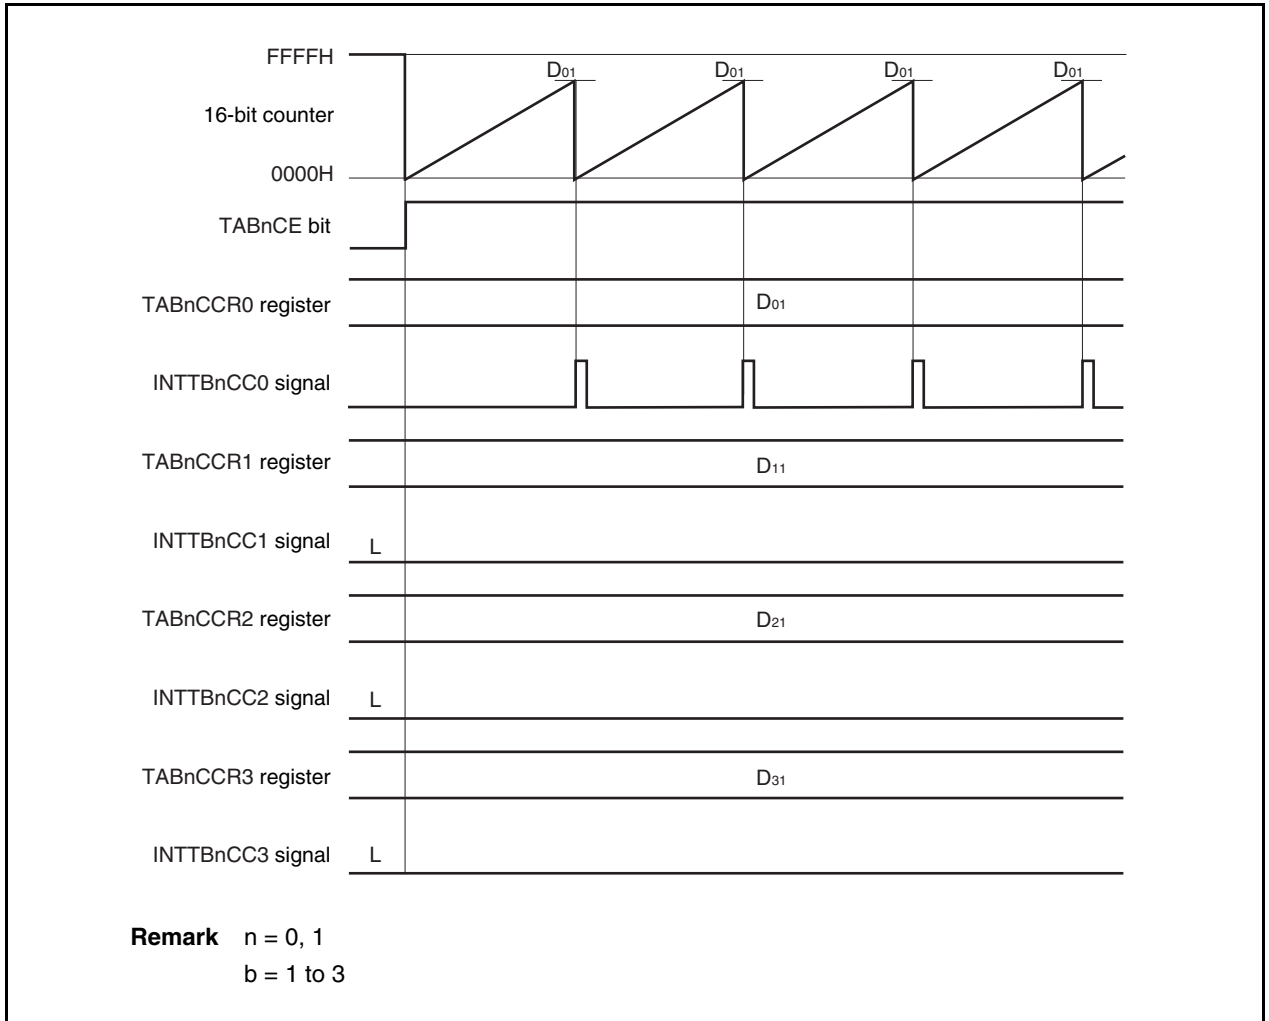 FFFFH
D01 D01 D01 D01
16-bit counter
0000H
TABnCE bit
TABnCCR0 register D01
INTTBnCC0 signal
TABnCCR1 register D11
INTTBnCC1 signal L
TABnCCR2 register D21
INTTBnCC2 signal L
TABnCCR3 register D31
INTTBnCC3 signal L
Remark n = 0, 1
b = 1 to 3